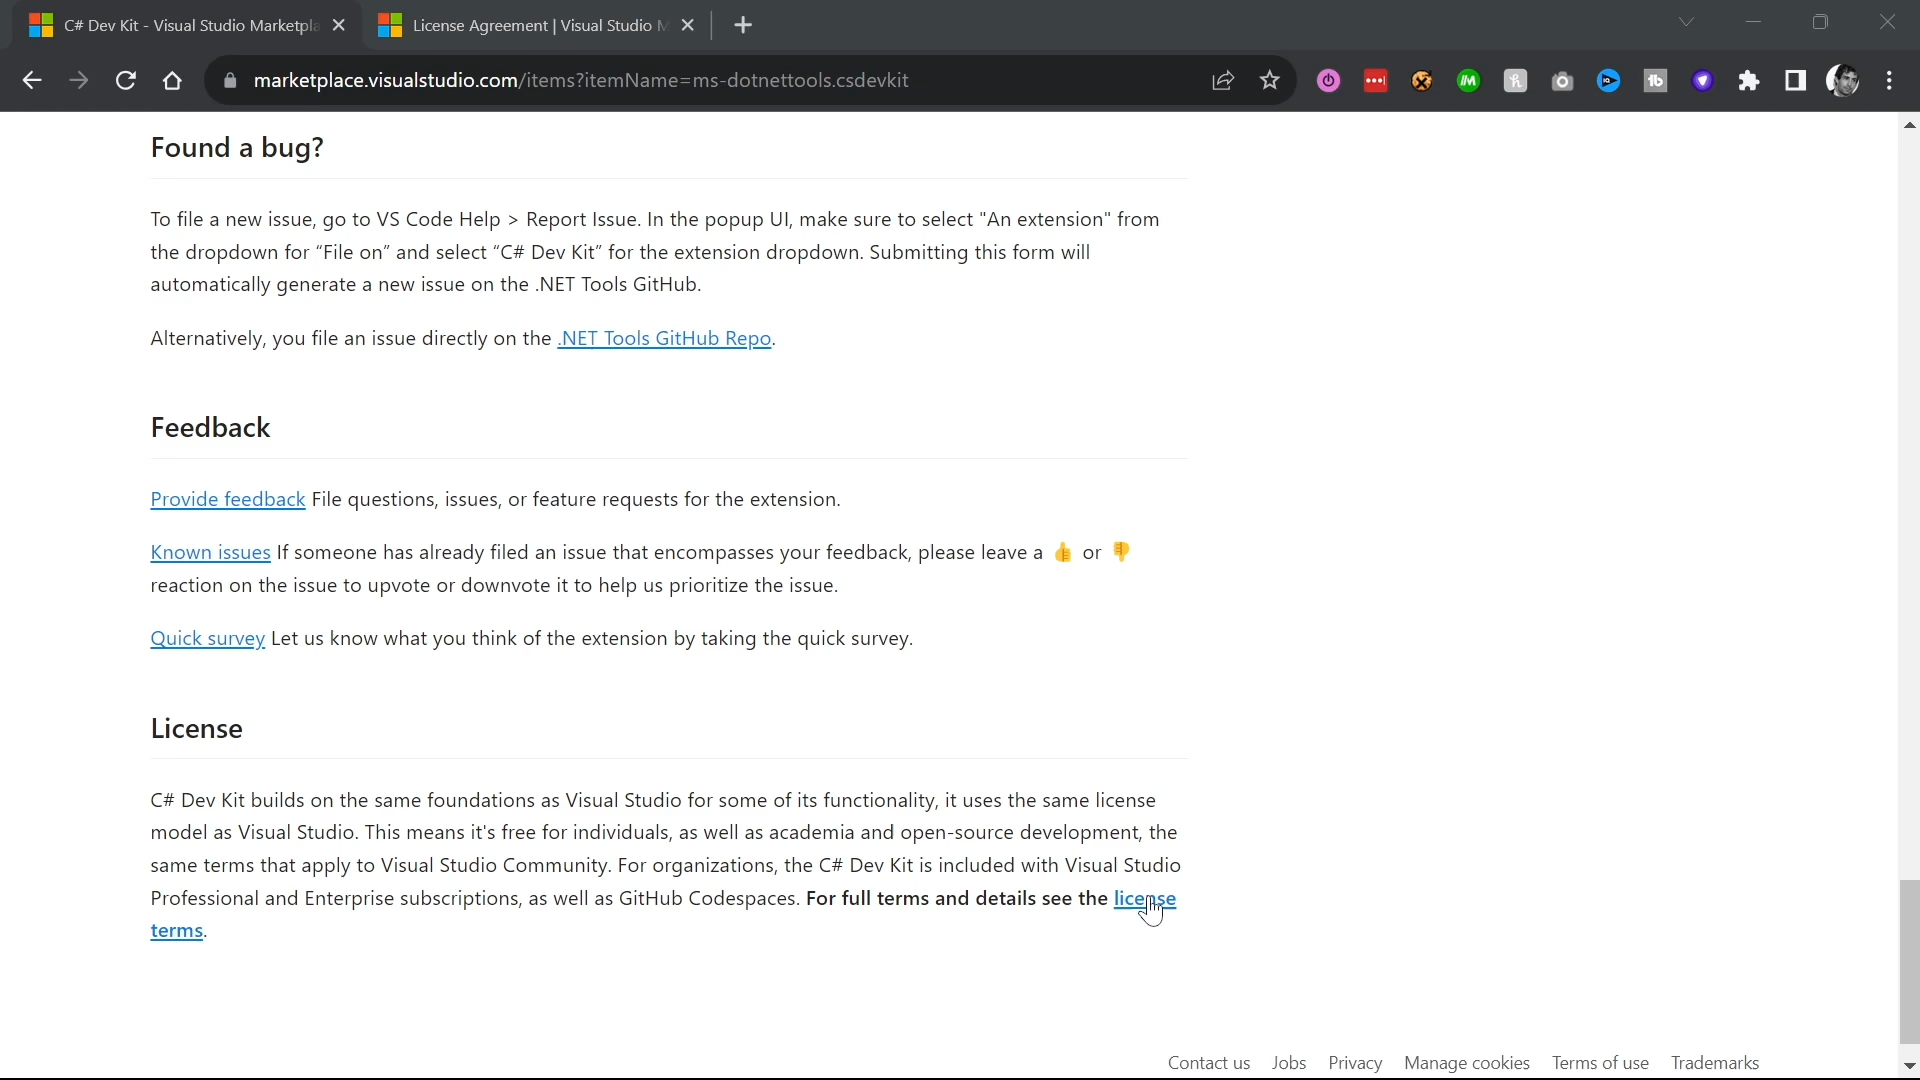 C# Dev Kit - Visual Studio Marketpla
License Agreement | Visual Studio M
marketplace.visualstudio.com/items?itemName=ms-dotnettools.csdevkit
Found a bug?
To file a new issue, go to VS Code Help > Report Issue. In the popup UI, make sure to select "An extension" from
the dropdown for “File on” and select “C# Dev Kit” for the extension dropdown. Submitting this form will
automatically generate a new issue on the .NET Tools GitHub.
Alternatively, you file an issue directly on the .NET Tools GitHub Repo.
Feedback
Provide feedback File questions, issues, or feature requests for the extension.
Known issues If someone has already filed an issue that encompasses your feedback, please leave a 👍 or 👎
reaction on the issue to upvote or downvote it to help us prioritize the issue.
Quick survey Let us know what you think of the extension by taking the quick survey.
License
C# Dev Kit builds on the same foundations as Visual Studio for some of its functionality, it uses the same license
model as Visual Studio. This means it's free for individuals, as well as academia and open-source development, the
same terms that apply to Visual Studio Community. For organizations, the C# Dev Kit is included with Visual Studio
Professional and Enterprise subscriptions, as well as GitHub Codespaces. For full terms and details see the license
terms.
Contact us Jobs Privacy Manage cookies Terms of use Trademarks